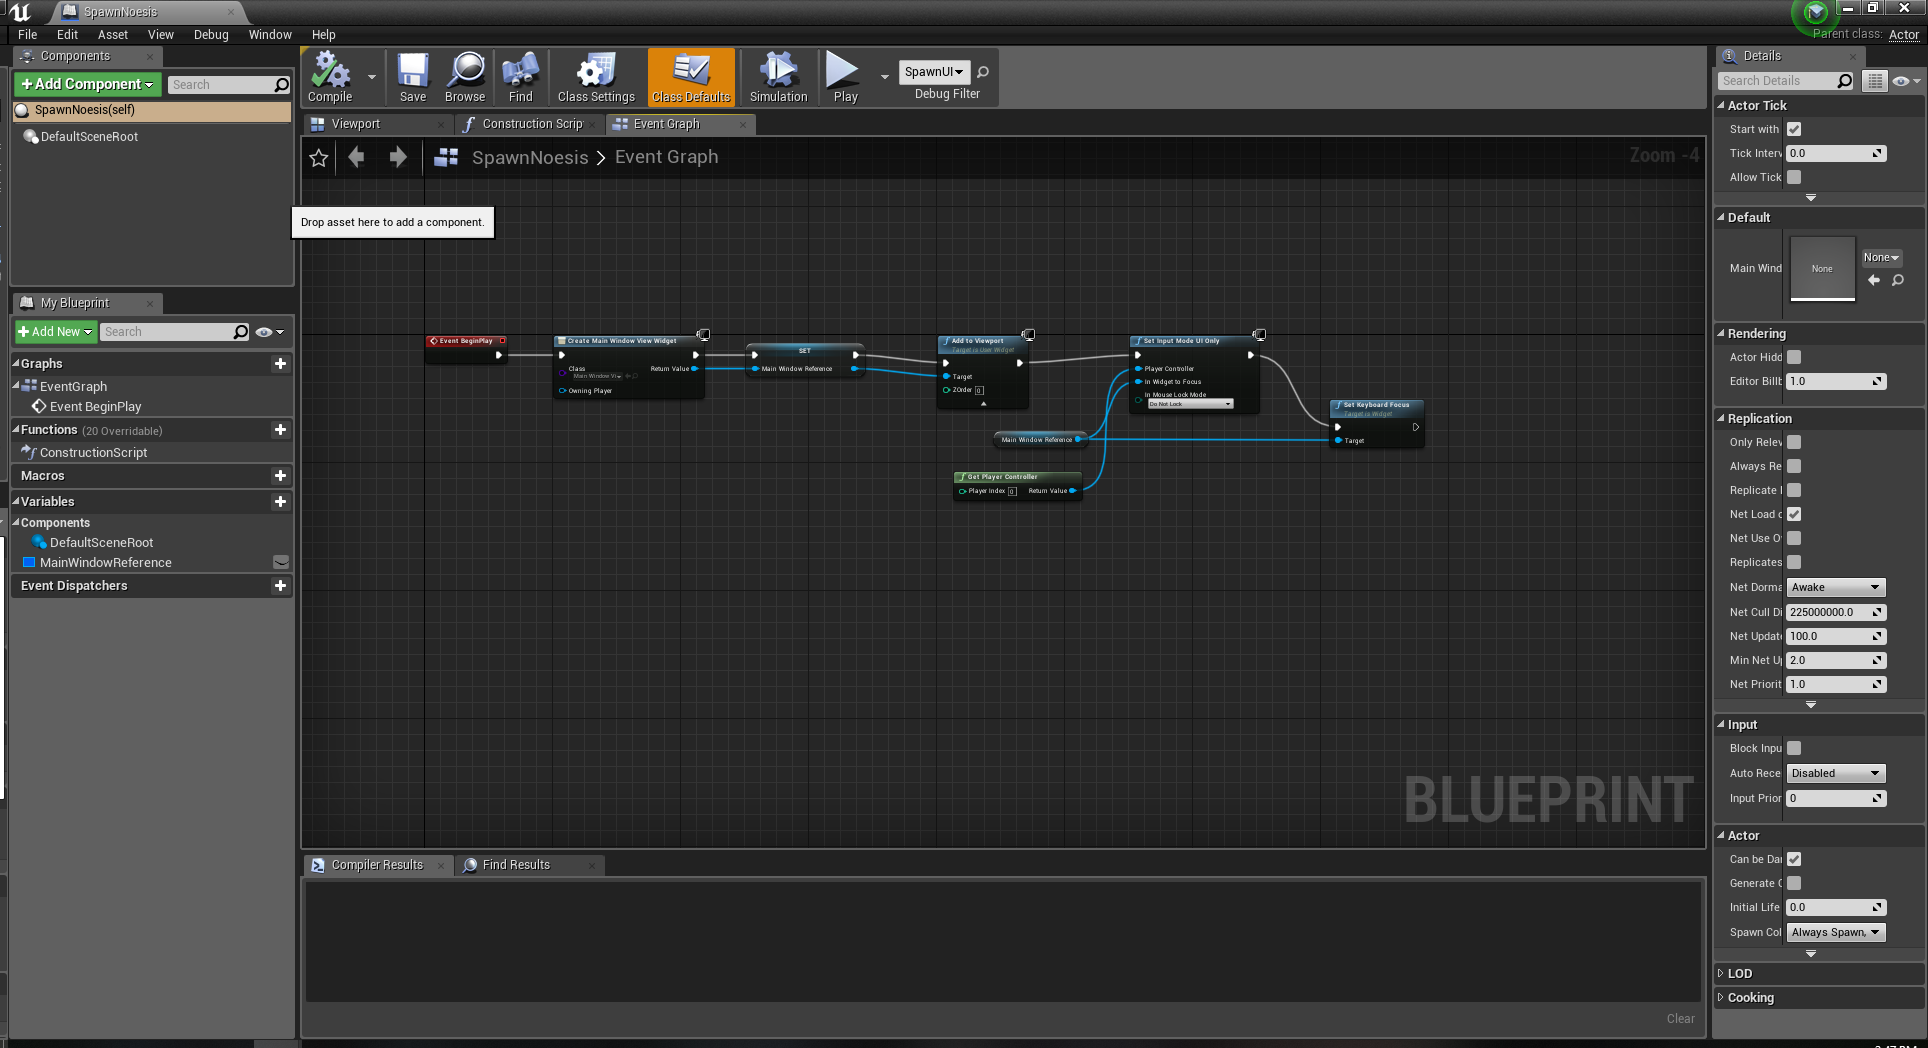 SpawnNoesis
File Edit Asset View Debug Window Help
Parent class: Actor
Components
+Add Component
Search
SpawnNoesis(self)
DefaultSceneRoot
Drop asset here to add a component.
My Blueprint
+Add New
Search
Graphs
EventGraph
Event BeginPlay
Functions (20 Overridable)
ConstructionScript
Macros
Variables
Components
DefaultSceneRoot
MainWindowReference
Event Dispatchers
Compile
Save
Browse
Find
Class Settings
Class Defaults
Simulation
Play
SpawnUI
Debug Filter
Viewport
Construction Scrip
Event Graph
SpawnNoesis > Event Graph
Zoom -4
Event BeginPlay
Create Main Window View Widget
Class
Main Window Vi
Return Value
Owning Player
SET
Main Window Reference
Add to Viewport
Target is User Widget
Target
ZOrder 0
Set Input Mode UI Only
Player Controller
In Widget to Focus
In Mouse Lock Mode
Do Not Lock
Main Window Reference
Get Player Controller
Player Index 0 Return Value
Set Keyboard Focus
Target is Widget
Target
BLUEPRINT
Compiler Results
Find Results
Clear
Details
Search Details
Actor Tick
Start with
Tick Interv 0.0
Allow Tick
Default
Main Wind
None
None
Rendering
Actor Hidd
Editor Billb 1.0
Replication
Only Relev
Always Re
Replicate
Net Load
Net Use O
Replicates
Net Dorma Awake
Net Cull Di 225000000.0
Net Update 100.0
Min Net U 2.0
Net Priorit 1.0
Input
Block Inpu
Auto Rece Disabled
Input Prior 0
Actor
Can be Da
Generate
Initial Life 0.0
Spawn Col Always Spawn,
LOD
Cooking